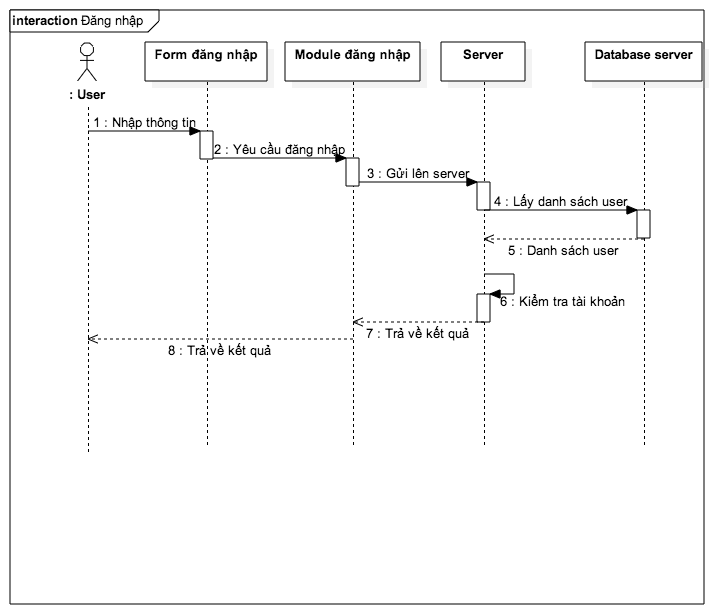 interaction Đăng nhập
: User
Form đăng nhập
Module đăng nhập
Server
Database server
1 : Nhập thông tin
2 : Yêu cầu đăng nhập
3 : Gửi lên server
4 : Lấy danh sách user
5 : Danh sách user
6 : Kiểm tra tài khoản
7 : Trả về kết quả
8 : Trả về kết quả